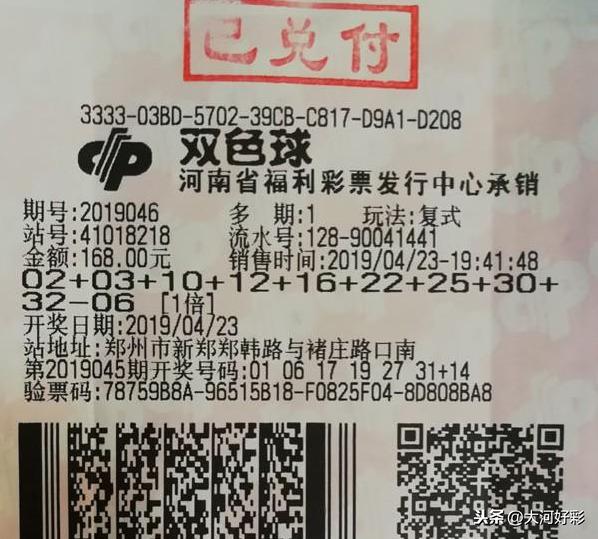 已兑付
3333-03BD-5702-39CB-C817-D9A1-D208
双色球
河南省福利彩票发行中心承销
期号:2019046 多 期:1 玩法:复式
站号:41018218 流水号:128-90041441
金额:168.00元 销售时间:2019/04/23-19:41:48
02+03+10+12+16+22+25+30+
32-06 [1倍]
开奖日期:2019/04/23
站地址:郑州市新郑郑韩路与褚庄路口南
第2019045期开奖号码:01 06 17 19 27 31+14
验票码:78759B8A-96515B18-F0825F04-8D808BA8
头条@大河好彩